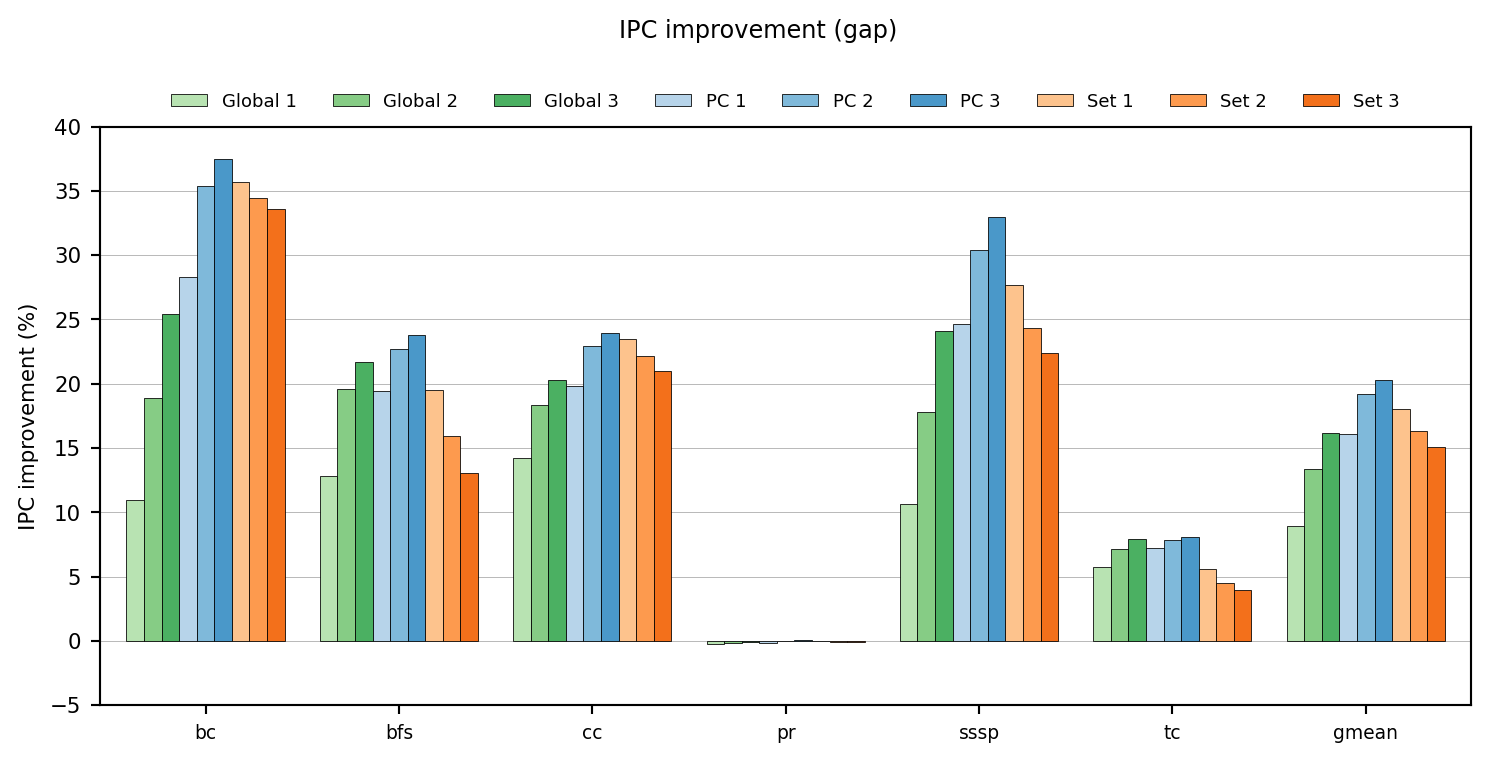 IPC improvement (gap)
Global 1 Global 2 Global 3 PC 1 PC 2 PC 3 Set 1 Set 2 Set 3
40
35
30
25
20
15
10
5
0
−5
IPC improvement (%)
bc bfs cc pr sssp tc gmean